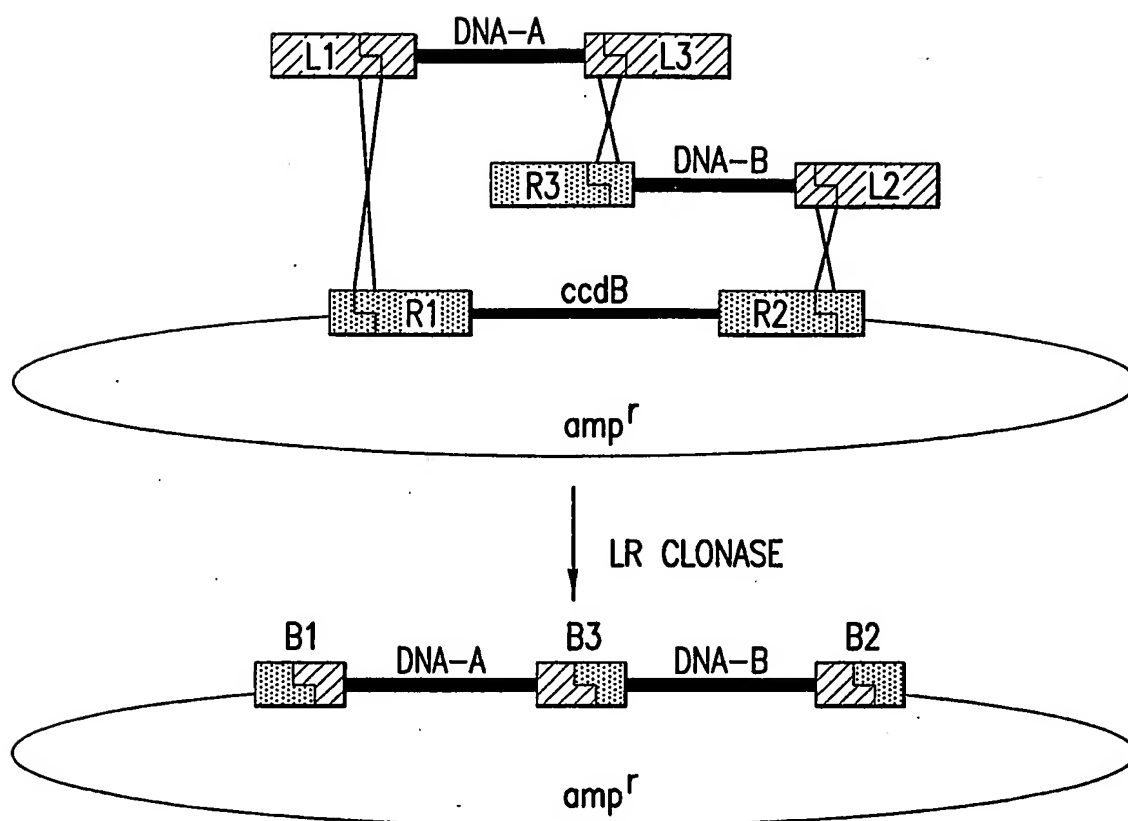 DNA-A
L1 L3
DNA-B
R3 L2
ccdB
R1 R2
amp^r
LR CLONASE
B1 B3 B2
DNA-A DNA-B
amp^r